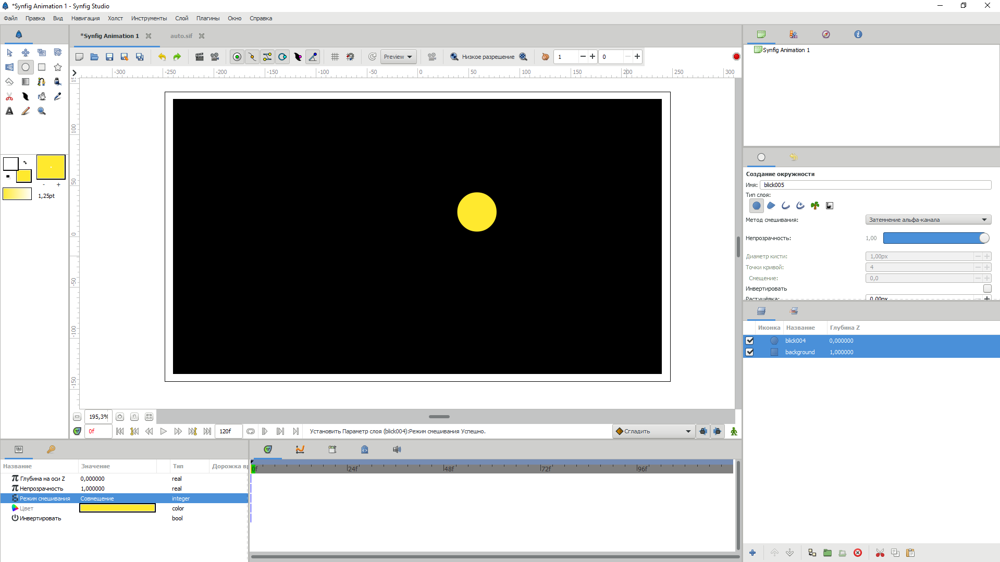 *Synfig Animation 1 - Synfig Studio
Файл Правка Вид Навигация Холст Инструменты Слой Плагины Окно Справка
*Synfig Animation 1 auto.sif
Preview Низкое разрешение 1 0
-300 -250 -200 -150 -100 -50 0 50 100 150 200 250 300
100
50
0
-50
-100
-150
- +
1,25pt
195,3%
0f 120f Установить Параметр слоя (blick004):Режим смешивания Успешно. Сгладить
Название Значение Тип Дорожка в
Глубина на оси Z 0,000000 real
Непрозрачность 1,000000 real
Режим смешивания Совмещение integer
Цвет color
Инвертировать bool
0f 24f 48f 72f 96f
Synfig Animation 1
Создание окружности
Имя: blick005
Тип слоя:
Метод смешивания: Затемнение альфа-канала
Непрозрачность: 1,00
Диаметр кисти: 1,00px
Точки кривой: 4
Смещение: 0,0
Инвертировать
Растушёвка: 0,00px
Иконка Название Глубина Z
blick004 0,000000
background 1,000000